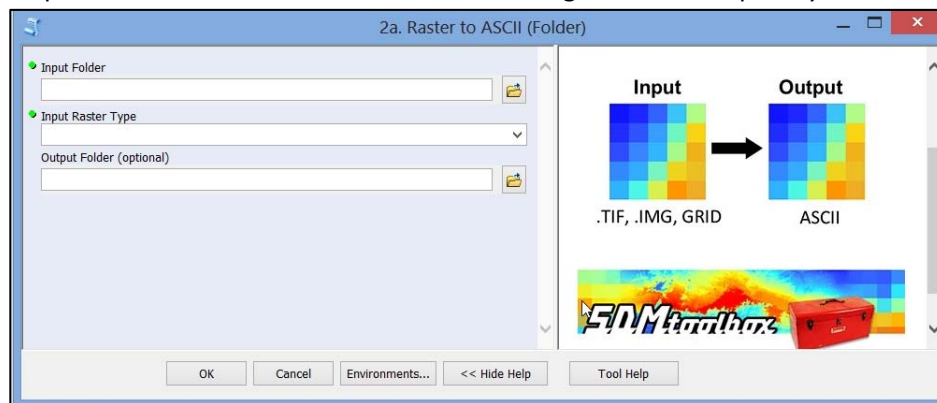 2a. Raster to ASCII (Folder)
Input Folder
Input Raster Type
Output Folder (optional)
Input Output
.TIF, .IMG, GRID ASCII
SDMtoolbox
OK Cancel Environments... << Hide Help Tool Help